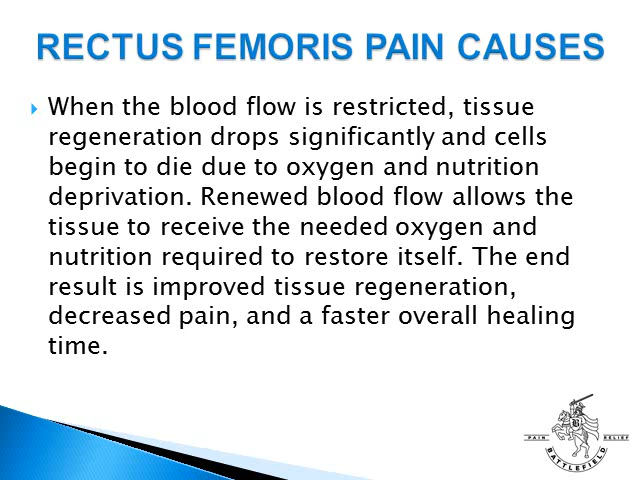 RECTUS FEMORIS PAIN CAUSES
When the blood flow is restricted, tissue
regeneration drops significantly and cells
begin to die due to oxygen and nutrition
deprivation. Renewed blood flow allows the
tissue to receive the needed oxygen and
nutrition required to restore itself. The end
result is improved tissue regeneration,
decreased pain, and a faster overall healing
time.
B
PAIN RELIEF
BATTLEFIELD